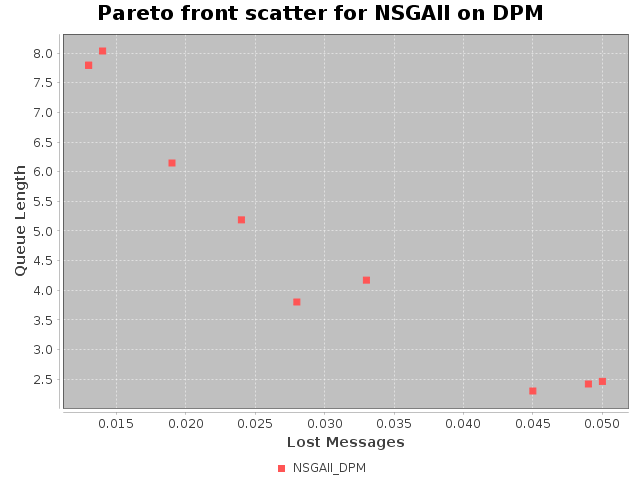 Pareto front scatter for NSGAII on DPM
Queue Length
8.0
7.5
7.0
6.5
6.0
5.5
5.0
4.5
4.0
3.5
3.0
2.5
0.015 0.020 0.025 0.030 0.035 0.040 0.045 0.050
Lost Messages
NSGAII_DPM